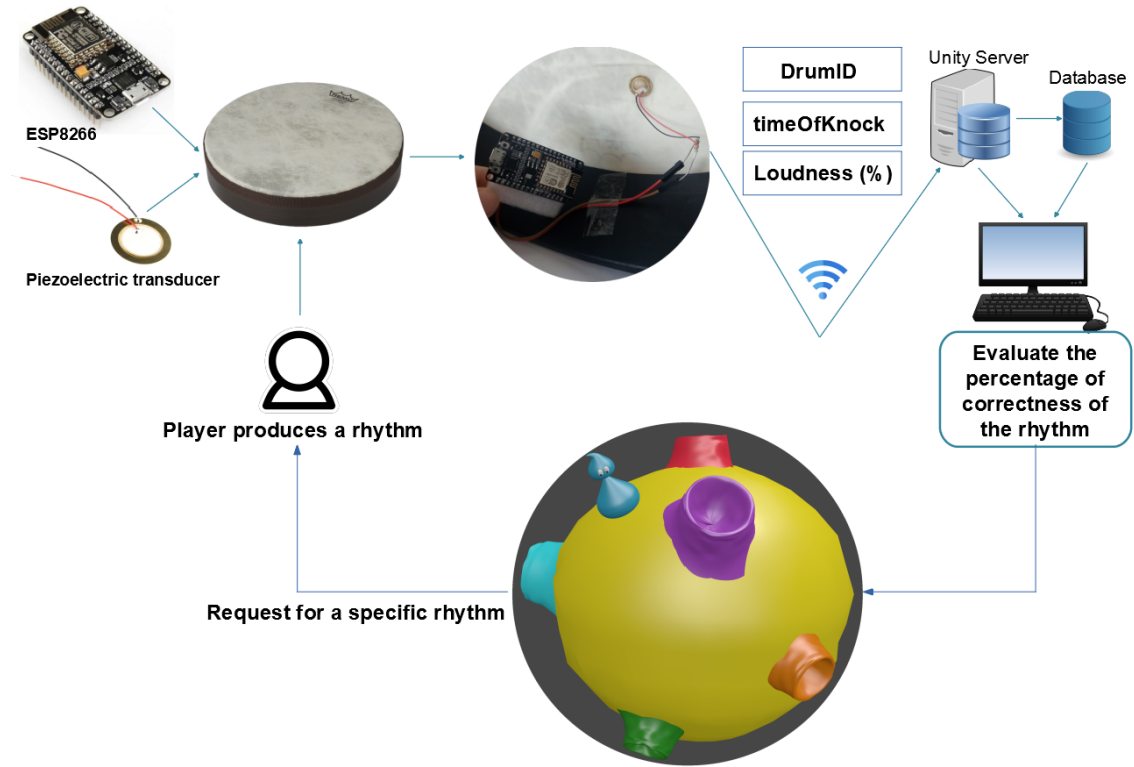 ESP8266
Piezoelectric transducer
DrumID
timeOfKnock
Loudness (%)
Unity Server
Database
Evaluate the
percentage of
correctness of
the rhythm
Player produces a rhythm
Request for a specific rhythm